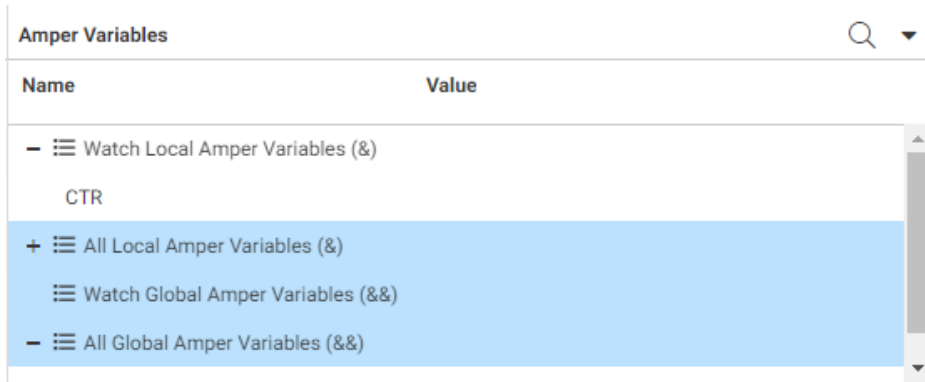 Amper Variables
Name Value
Watch Local Amper Variables (&)
CTR
All Local Amper Variables (&)
Watch Global Amper Variables (&&)
All Global Amper Variables (&&)